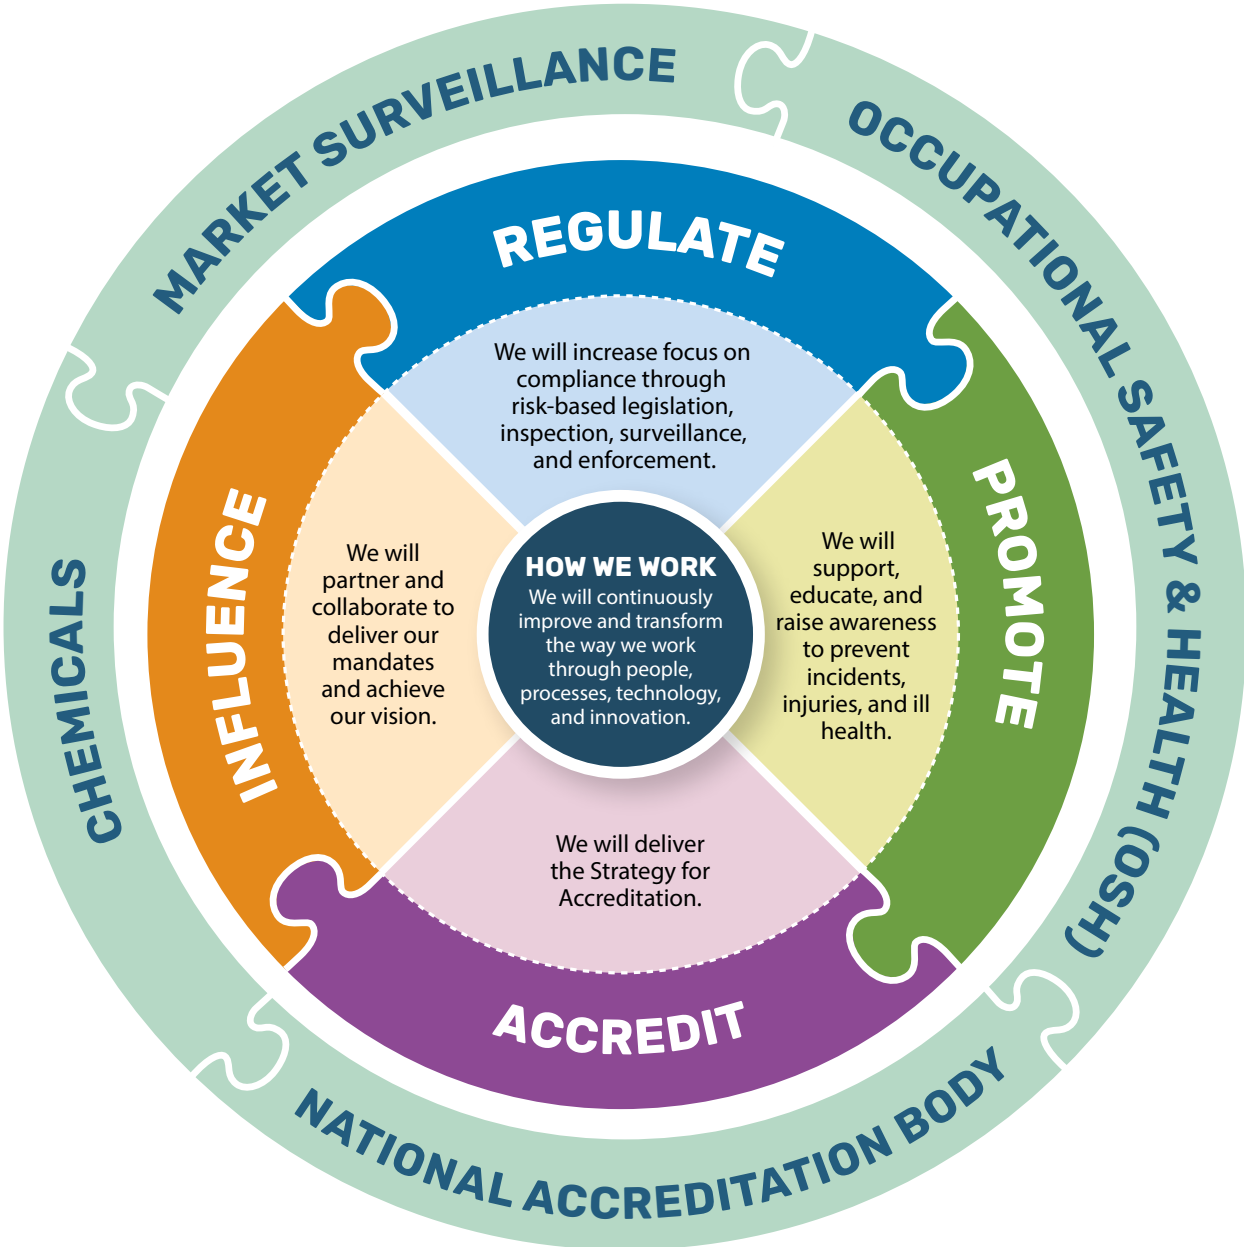 MARKET SURVEILLANCE
OCCUPATIONAL SAFETY & HEALTH (OSH)
NATIONAL ACCREDITATION BODY
CHEMICALS
REGULATE
We will increase focus on
compliance through
risk-based legislation,
inspection, surveillance,
and enforcement.
PROMOTE
We will
support,
educate, and
raise awareness
to prevent
incidents,
injuries, and ill
health.
ACCREDIT
We will deliver
the Strategy for
Accreditation.
INFLUENCE
We will
partner and
collaborate to
deliver our
mandates
and achieve
our vision.
HOW WE WORK
We will continuously
improve and transform
the way we work
through people,
processes, technology,
and innovation.